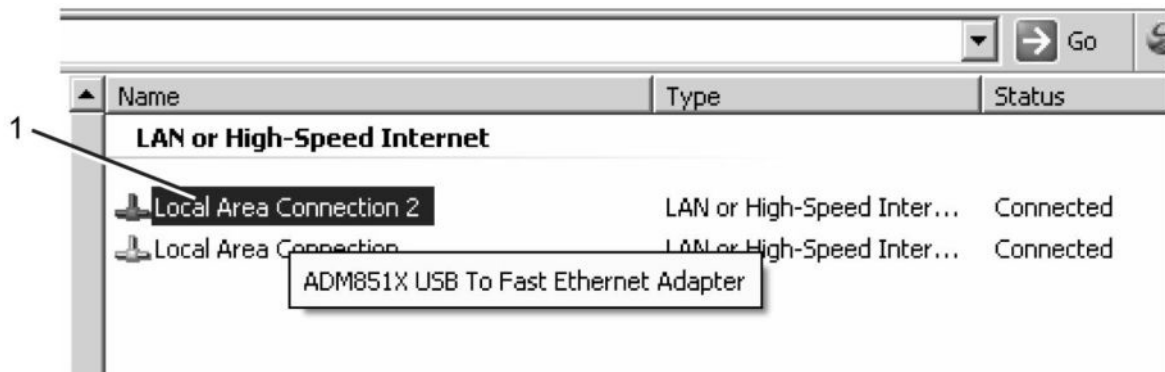 Go
Name Type Status
1
LAN or High-Speed Internet
Local Area Connection 2 LAN or High-Speed Inter... Connected
Local Area Connection LAN or High-Speed Inter... Connected
ADM851X USB To Fast Ethernet Adapter